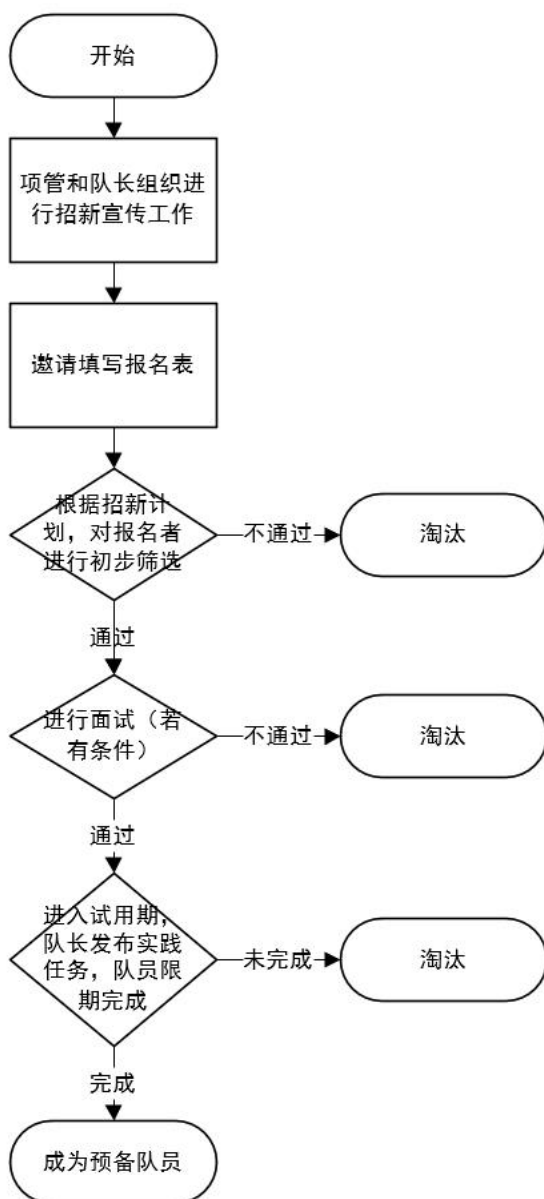 开始
项管和队长组织进
行招新宣传工作
邀请填写报名表
根据招新计
划，对报名者
进行初步筛选
不通过
淘汰
通过
进行面试（若
有条件）
不通过
淘汰
通过
进入试用期，
队长发布实践
任务，队员限
期完成
未完成
淘汰
完成
成为预备队员